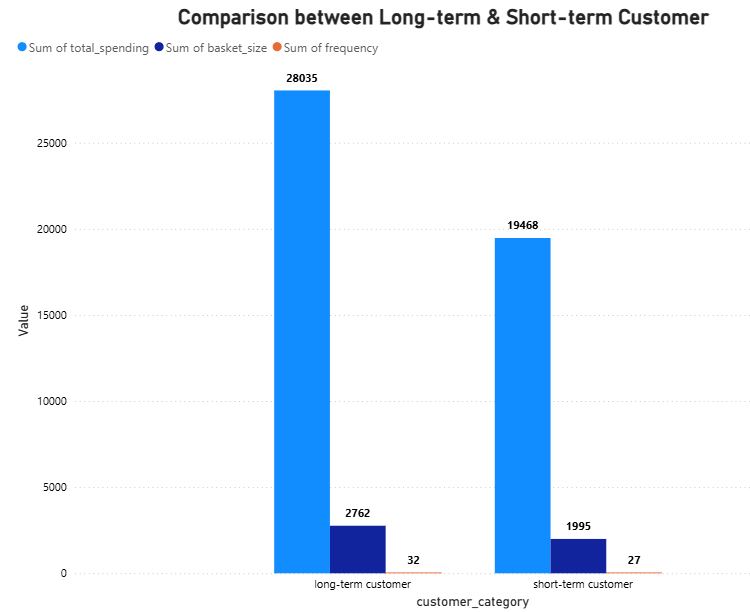 Comparison between Long-term & Short-term Customer
Sum of total_spending Sum of basket_size Sum of frequency
28035
25000
20000
19468
15000
Value
10000
5000
2762
1995
32
27
0
long-term customer short-term customer
customer_category